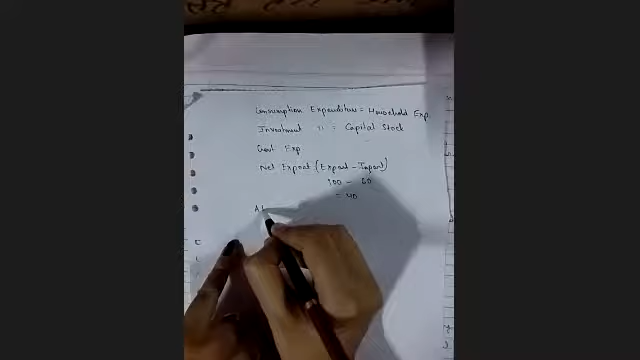 Consumption Expenditure = Household Exp.
Investment " = Capital Stock
Govt Exp
Net Export (Export - Import)
100 - 60
= 40
A